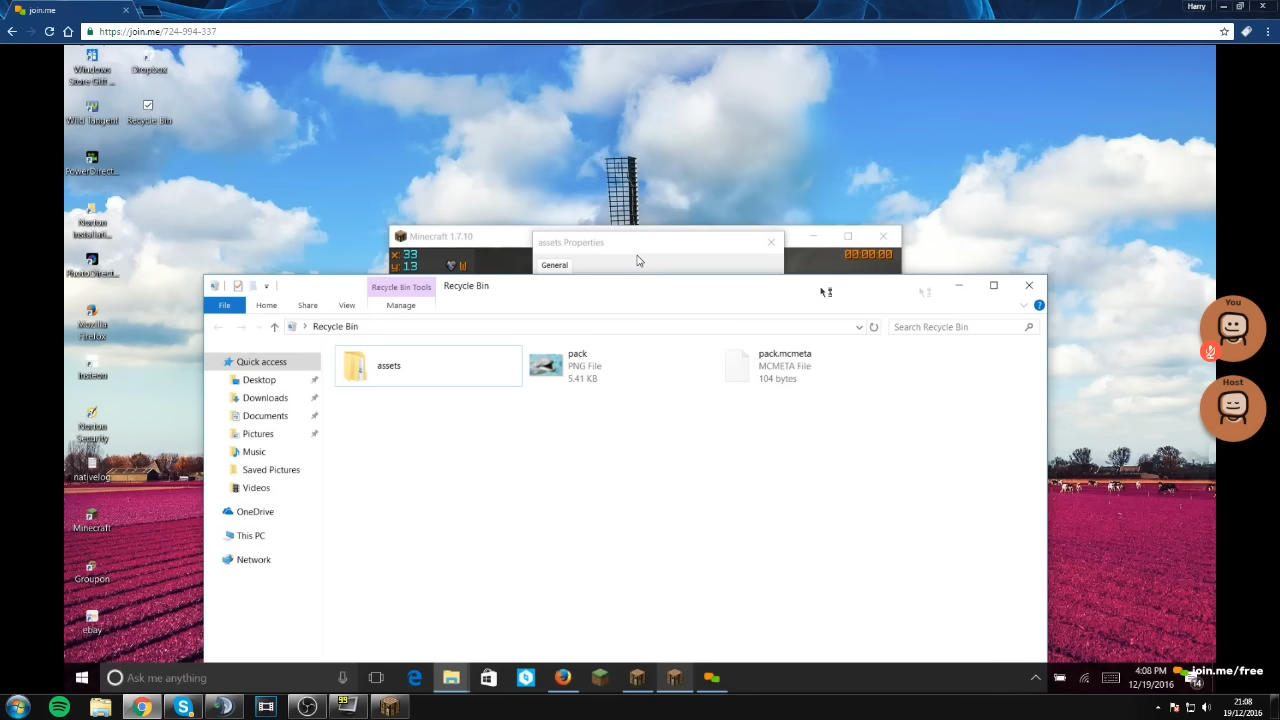 join.me
Harry
https://join.me/724-994-337
Windows
Store Gift ...
Dropbox
Wild Tangent
Recycle Bin
PowerDirect...
Norton
Installati...
PhotoDirect...
Mozilla
Firefox
Insteon
Norton
Security
nativelog
Minecraft
Groupon
ebay
Minecraft 1.7.10
assets Properties
x: 33
y: 13
W
General
00:00:00
Recycle Bin Tools
Recycle Bin
File
Home
Share
View
Manage
Recycle Bin
Search Recycle Bin
Quick access
Desktop
Downloads
Documents
Pictures
Music
Saved Pictures
Videos
OneDrive
This PC
Network
assets
pack
PNG File
5.41 KB
pack.mcmeta
MCMETA File
104 bytes
You
Host
Ask me anything
4:08 PM
12/19/2016
14
join.me/free
99
21:08
19/12/2016